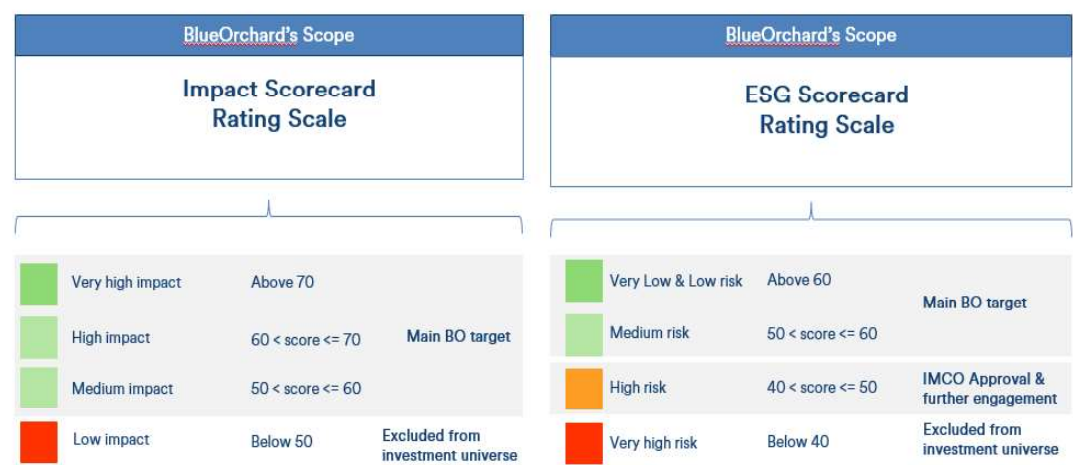 BlueOrchard's Scope
Impact Scorecard
Rating Scale
Very high impact Above 70
High impact 60 < score <= 70 Main BO target
Medium impact 50 < score <= 60
Low impact Below 50 Excluded from
investment universe
BlueOrchard's Scope
ESG Scorecard
Rating Scale
Very Low & Low risk Above 60
Main BO target
Medium risk 50 < score <= 60
High risk 40 < score <= 50 IMCO Approval &
further engagement
Very high risk Below 40 Excluded from
investment universe